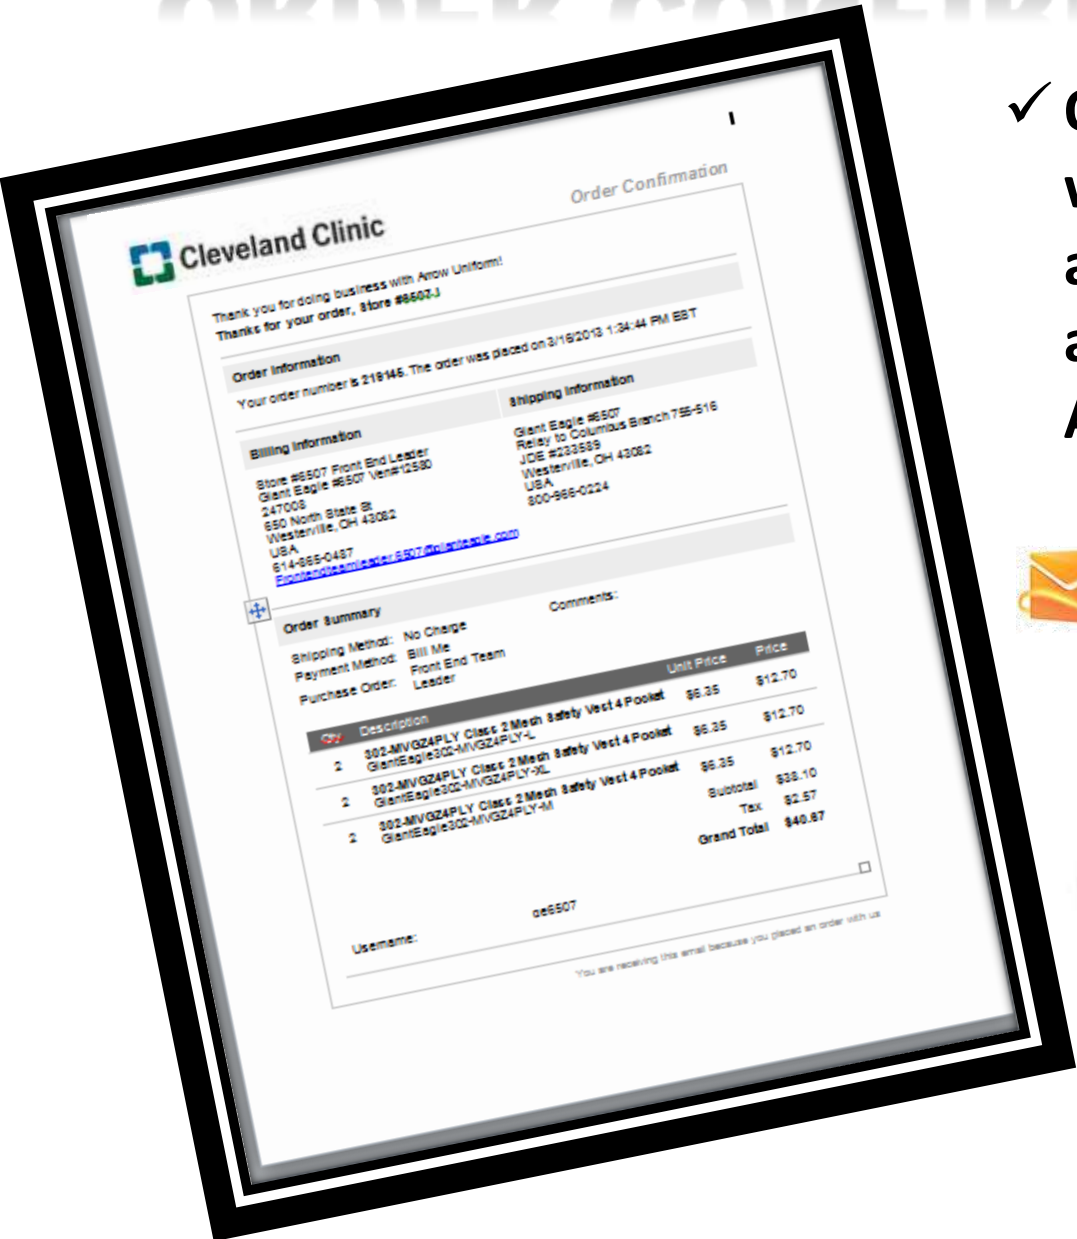 ORDER CONFIR
Cleveland Clinic
Order Confirmation
Thank you for doing business with Arrow Uniform!
Thanks for your order, Store #6507 !
Order Information
Your order number is 219145. The order was placed on 3/16/2013 1:34:44 PM EST
Billing Information
Store #6507 Front End Leader
Giant Eagle #6507 Ven#12580
247008
650 North State St
Westerville, OH 43082
USA
614-865-0487
Frontendteamleader.6507@gianteagle.com
Shipping Information
Giant Eagle #6507
Relay to Columbus Branch 755-516
JDE #233589
Westerville, OH 43082
USA
800-966-0224
Order Summary
Shipping Method: No Charge
Payment Method: Bill Me
Purchase Order: Front End Team
Leader
Comments:
Qty Description Unit Price Price
2 302-MVGZ4PLY Class 2 Mesh Safety Vest 4 Pocket $6.35 $12.70
GiantEagle302-MVGZ4PLY-L
2 302-MVGZ4PLY Class 2 Mesh Safety Vest 4 Pocket $6.35 $12.70
GiantEagle302-MVGZ4PLY-XL
2 302-MVGZ4PLY Class 2 Mesh Safety Vest 4 Pocket $6.35 $12.70
GiantEagle302-MVGZ4PLY-M
Subtotal $38.10
Tax $2.57
Grand Total $40.67
Username: ge6507
You are receiving this email because you placed an order with us